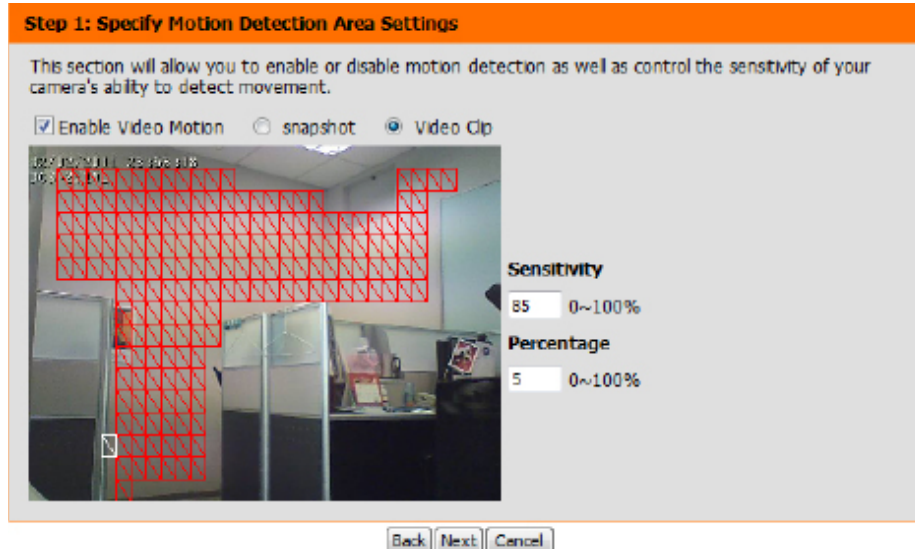 Step 1: Specify Motion Detection Area Settings
This section will allow you to enable or disable motion detection as well as control the sensitivity of your
camera's ability to detect movement.
Enable Video Motion snapshot Video Clip
Sensitivity
85 0~100%
Percentage
5 0~100%
Back Next Cancel